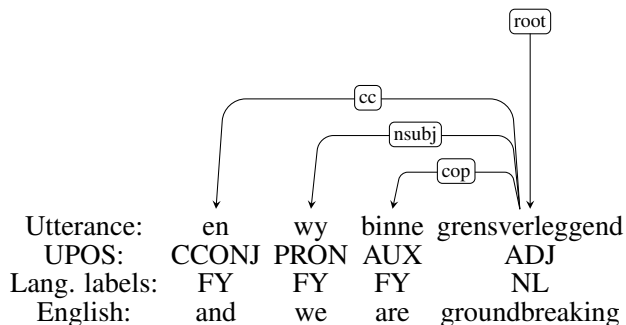 root
cc
nsubj
cop
Utterance: en wy binne grensverleggend
UPOS: CCONJ PRON AUX ADJ
Lang. labels: FY FY FY NL
English: and we are groundbreaking